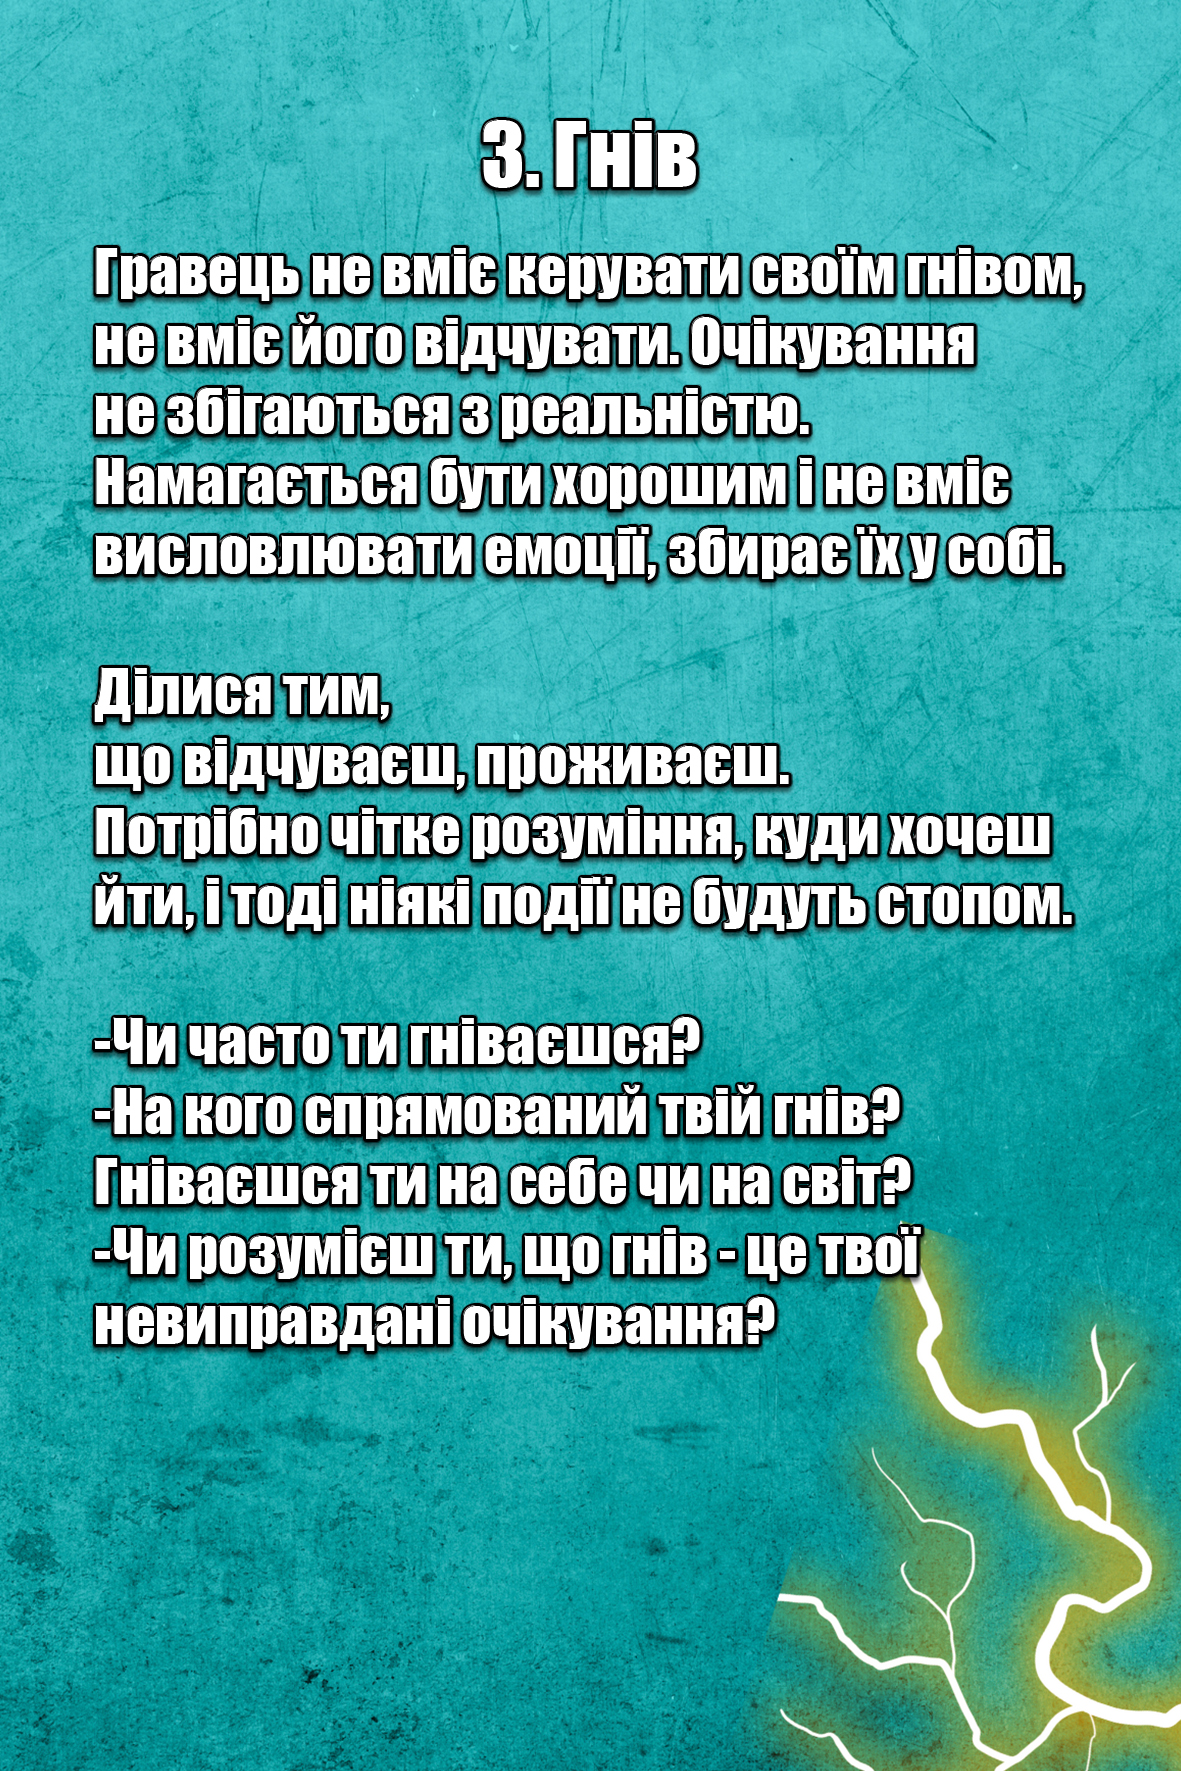 3. Гнів
Гравець не вміє керувати своїм гнівом,
не вміє його відчувати. Очікування
не збігаються з реальністю.
Намагається бути хорошим і не вміє
висловлювати емоції, збирає їх у собі.
Ділися тим,
що відчуваєш, проживаєш.
Потрібно чітке розуміння, куди хочеш
йти, і тоді ніякі події не будуть стопом.
-Чи часто ти гніваєшся?
-На кого спрямований твій гнів?
Гніваєшся ти на себе чи на світ?
-Чи розумієш ти, що гнів - це твої
невиправдані очікування?